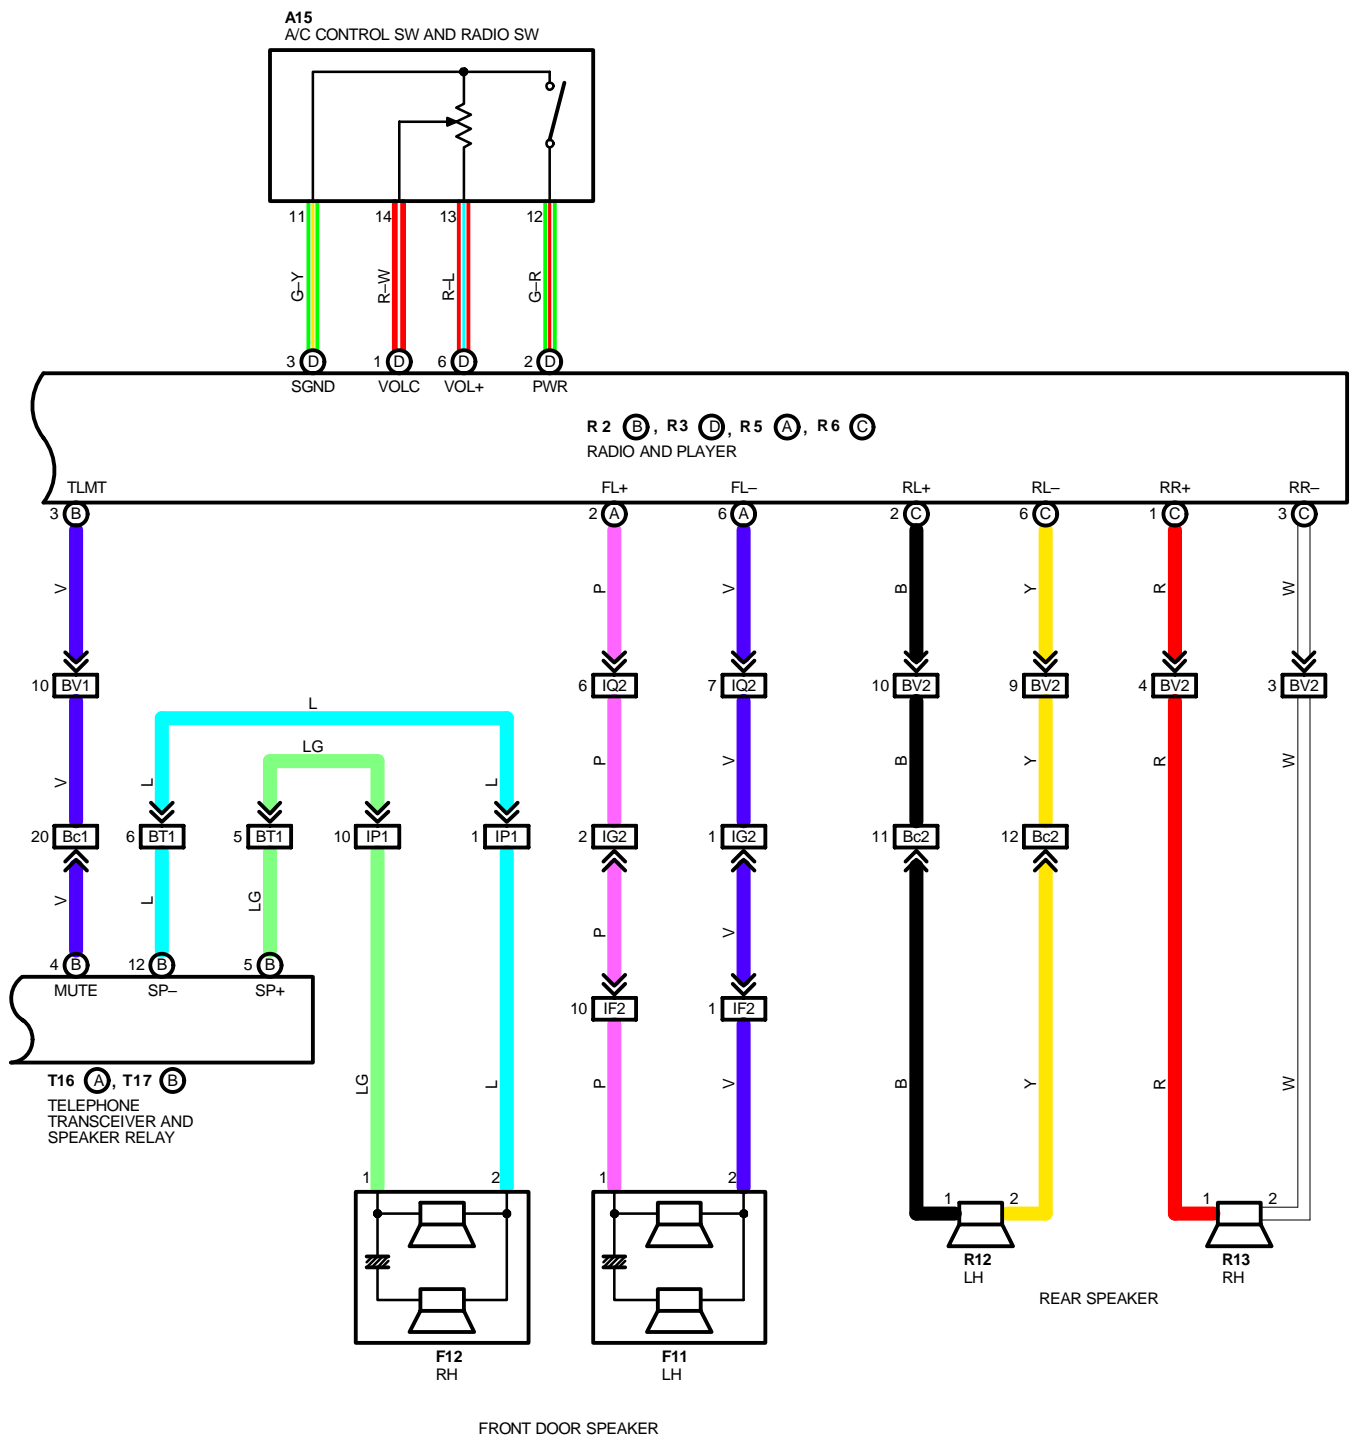 A15
A/C CONTROL SW AND RADIO SW
11 14 13 12
G–Y R–W R–L G–R
3 D 1 D 6 D 2 D
SGND VOLC VOL+ PWR
R 2 B , R3 D , R 5 A , R 6 C
RADIO AND PLAYER
TLMT FL+ FL– RL+ RL– RR+ RR–
3 B 2 A 6 A 2 C 6 C 1 C 3 C
V P V B Y R W
10 BV1 6 IQ2 7 IQ2 10 BV2 9 BV2 4 BV2 3 BV2
L
LG
V L L P V B Y R W
20 Bc1 6 BT1 5 BT1 10 IP1 1 IP1 2 IG2 1 IG2 11 Bc2 12 Bc2
V L LG P V
4 B 12 B 5 B
MUTE SP– SP+
10 IF2 1 IF2
T16 A , T17 B
TELEPHONE
TRANSCEIVER AND
SPEAKER RELAY
LG L P V B Y R W
1 2 1 2 1 2 1 2
R12
LH
R13
RH
REAR SPEAKER
F12
RH
F11
LH
FRONT DOOR SPEAKER